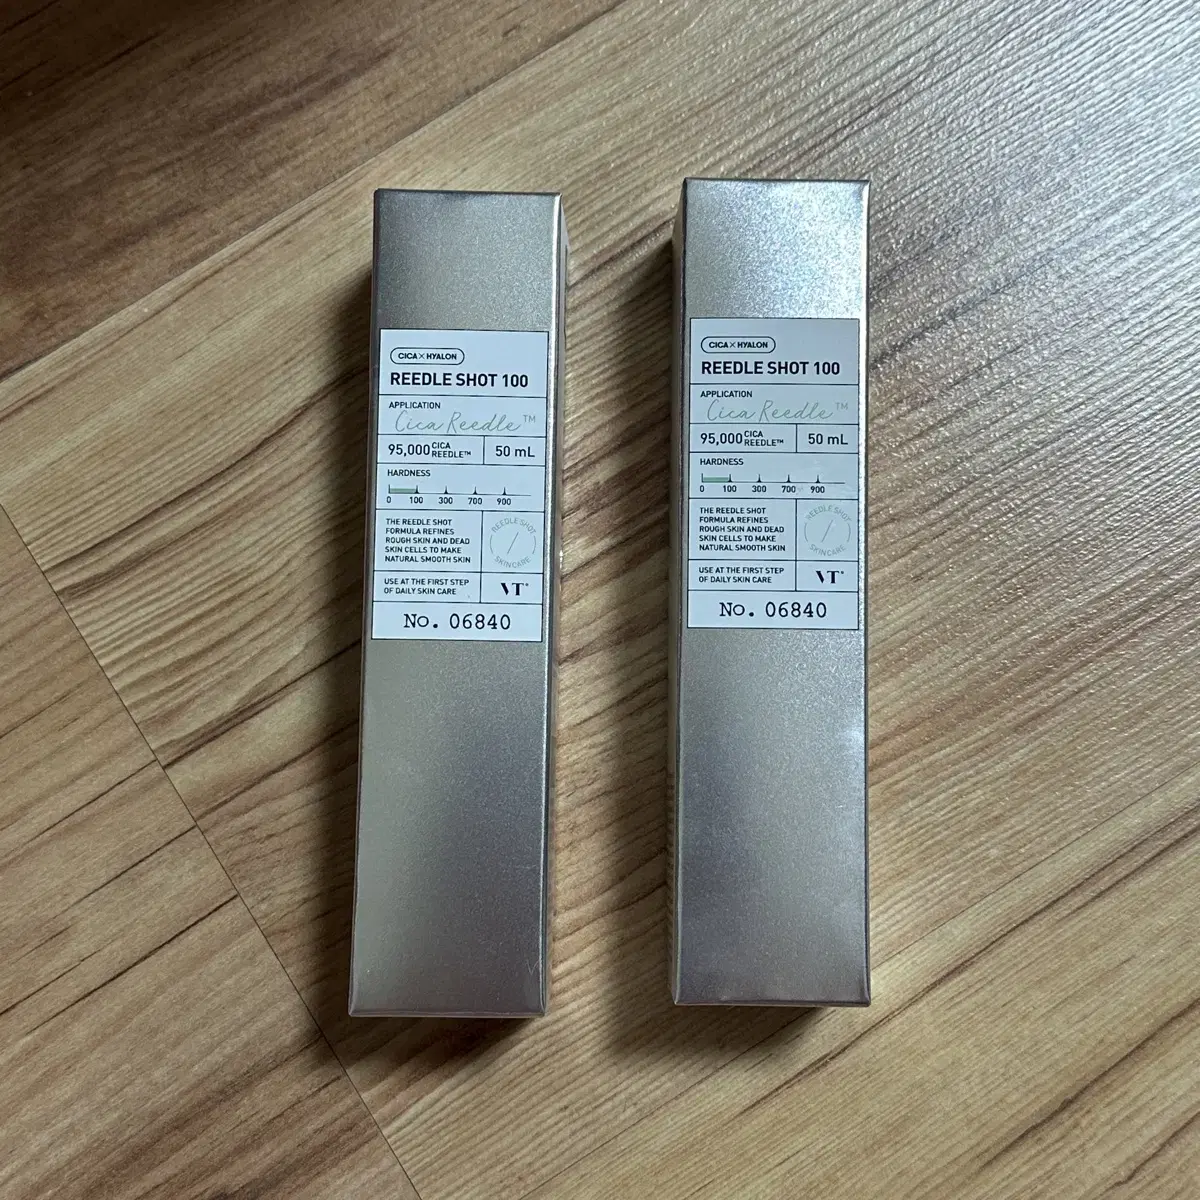 CICA×HYALON
REEDLE SHOT 100
APPLICATION
Cica Reedle™
95,000 CICA REEDLE™
50 mL
HARDNESS
0 100 300 700 900
THE REEDLE SHOT
FORMULA REFINES
ROUGH SKIN AND DEAD
SKIN CELLS TO MAKE
NATURAL SMOOTH SKIN
REEDLE SHOT
SKINCARE
USE AT THE FIRST STEP
OF DAILY SKIN CARE
VT®
No. 06840
CICA×HYALON
REEDLE SHOT 100
APPLICATION
Cica Reedle™
95,000 CICA REEDLE™
50 mL
HARDNESS
0 100 300 700 900
THE REEDLE SHOT
FORMULA REFINES
ROUGH SKIN AND DEAD
SKIN CELLS TO MAKE
NATURAL SMOOTH SKIN
REEDLE SHOT
SKINCARE
USE AT THE FIRST STEP
OF DAILY SKIN CARE
VT®
No. 06840